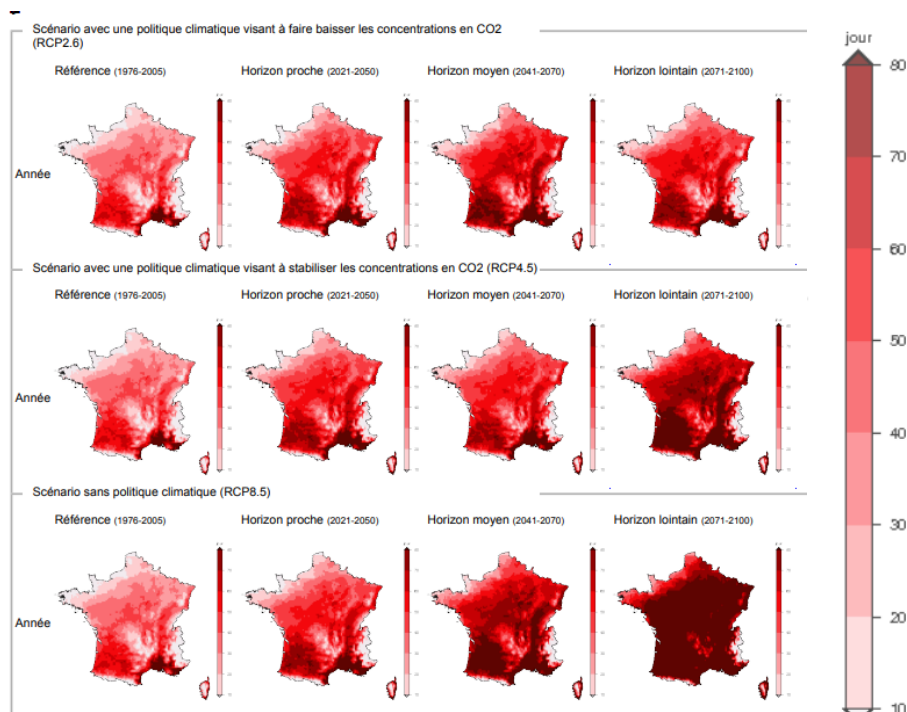 Scénario avec une politique climatique visant à faire baisser les concentrations en CO2
(RCP2.6)
jour
Référence (1976-2005) Horizon proche (2021-2050) Horizon moyen (2041-2070) Horizon lointain (2071-2100)
Année
Scénario avec une politique climatique visant à stabiliser les concentrations en CO2 (RCP4.5)
Référence (1976-2005) Horizon proche (2021-2050) Horizon moyen (2041-2070) Horizon lointain (2071-2100)
Année
Scénario sans politique climatique (RCP8.5)
Référence (1976-2005) Horizon proche (2021-2050) Horizon moyen (2041-2070) Horizon lointain (2071-2100)
Année
80
70
60
50
40
30
20
10